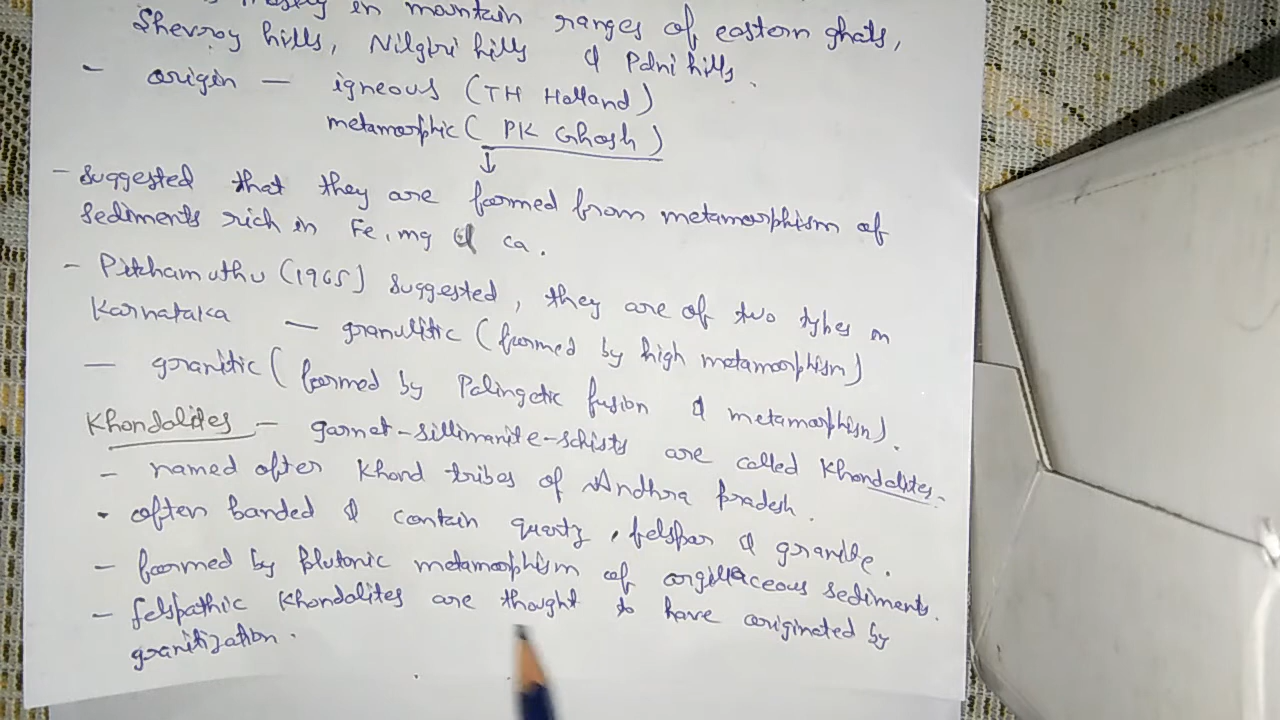 in mountain ranges of eastern ghats,
Shevroy hills, Nilgiri hills & Palni hills.
- origin — igneous (TH Holland)
metamorphic ( PK Ghosh )
↓
- suggested that they are formed from metamorphism of
sediments rich in Fe, mg & ca.
- Pitchamuthu (1965) suggested, they are of two types in
Karnataka — granulitic (formed by high metamorphism)
— granitic ( formed by Palingetic fusion & metamorphism).
Khondalites — garnet-sillimanite-schists are called Khondalites.
- named after Khond tribes of Andhra pradesh.
- often banded & contain quartz, felspar & granite.
- formed by Plutonic metamorphism of argillaceous sediments.
- felspathic Khondalites are thought to have originated by
granitization.